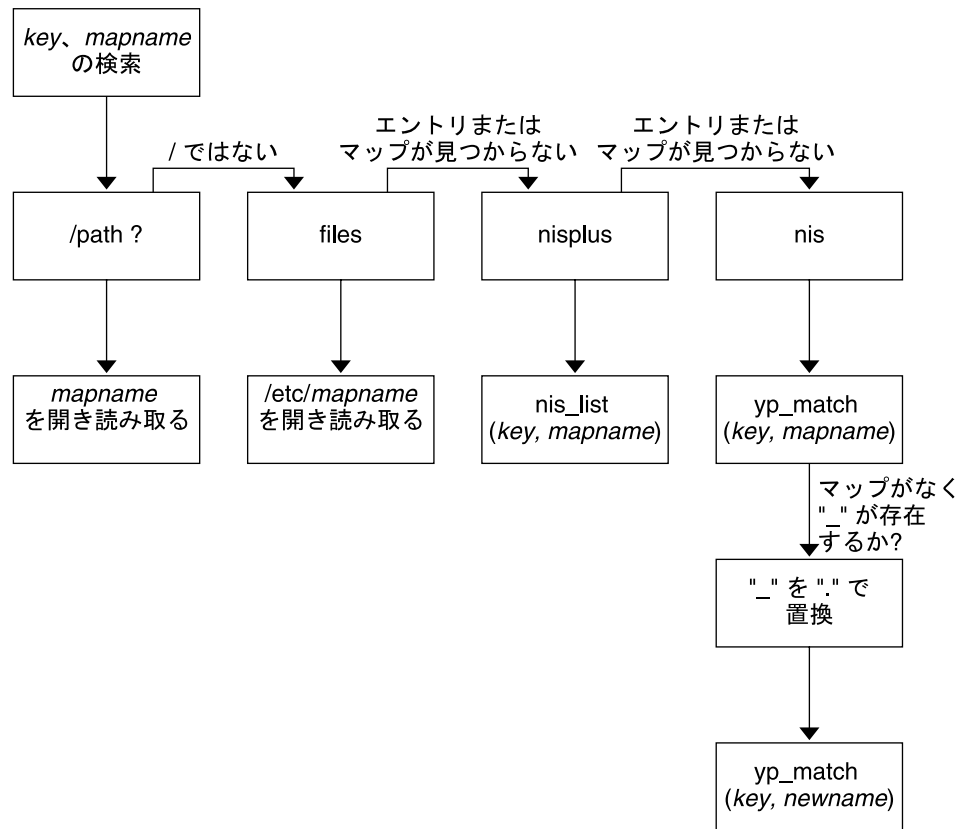 key、mapname
の検索
/ ではない
エントリまたは
マップが見つからない
エントリまたは
マップが見つからない
/path ?
files
nisplus
nis
mapname
を開き読み取る
/etc/mapname
を開き読み取る
nis_list
(key, mapname)
yp_match
(key, mapname)
マップがなく
"_" が存在
するか?
"_" を "." で
置換
yp_match
(key, newname)